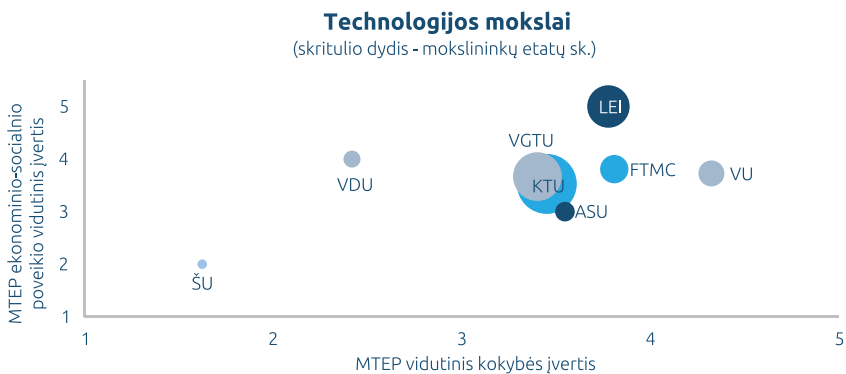 Technologijos mokslai
(skritulio dydis - mokslininkų etatų sk.)
MTEP ekonominio-socialnio
poveikio vidutinis įvertis
5
4
3
2
1
LEI
VGTU
KTU
FTMC
VU
VDU
ASU
ŠU
1
2
3
4
5
MTEP vidutinis kokybės įvertis